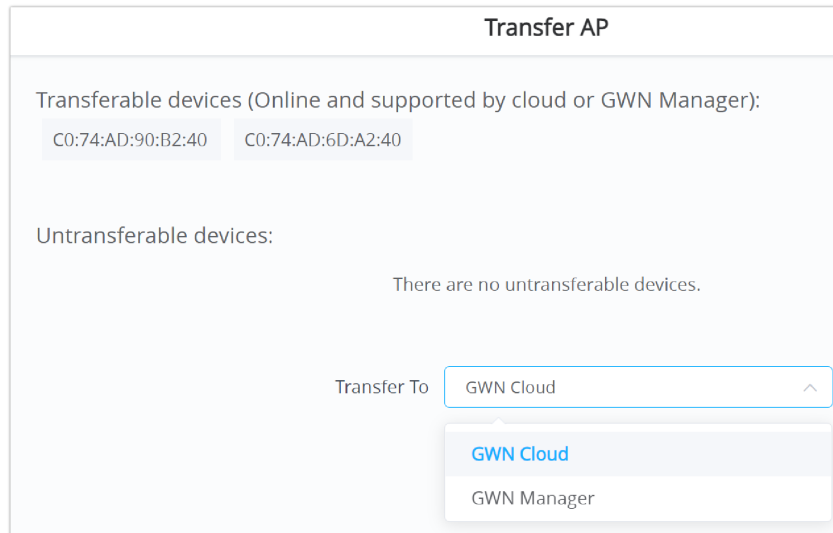 Transfer AP
Transferable devices (Online and supported by cloud or GWN Manager):
C0:74:AD:90:B2:40 C0:74:AD:6D:A2:40
Untransferable devices:
There are no untransferable devices.
Transfer To GWN Cloud
GWN Cloud
GWN Manager